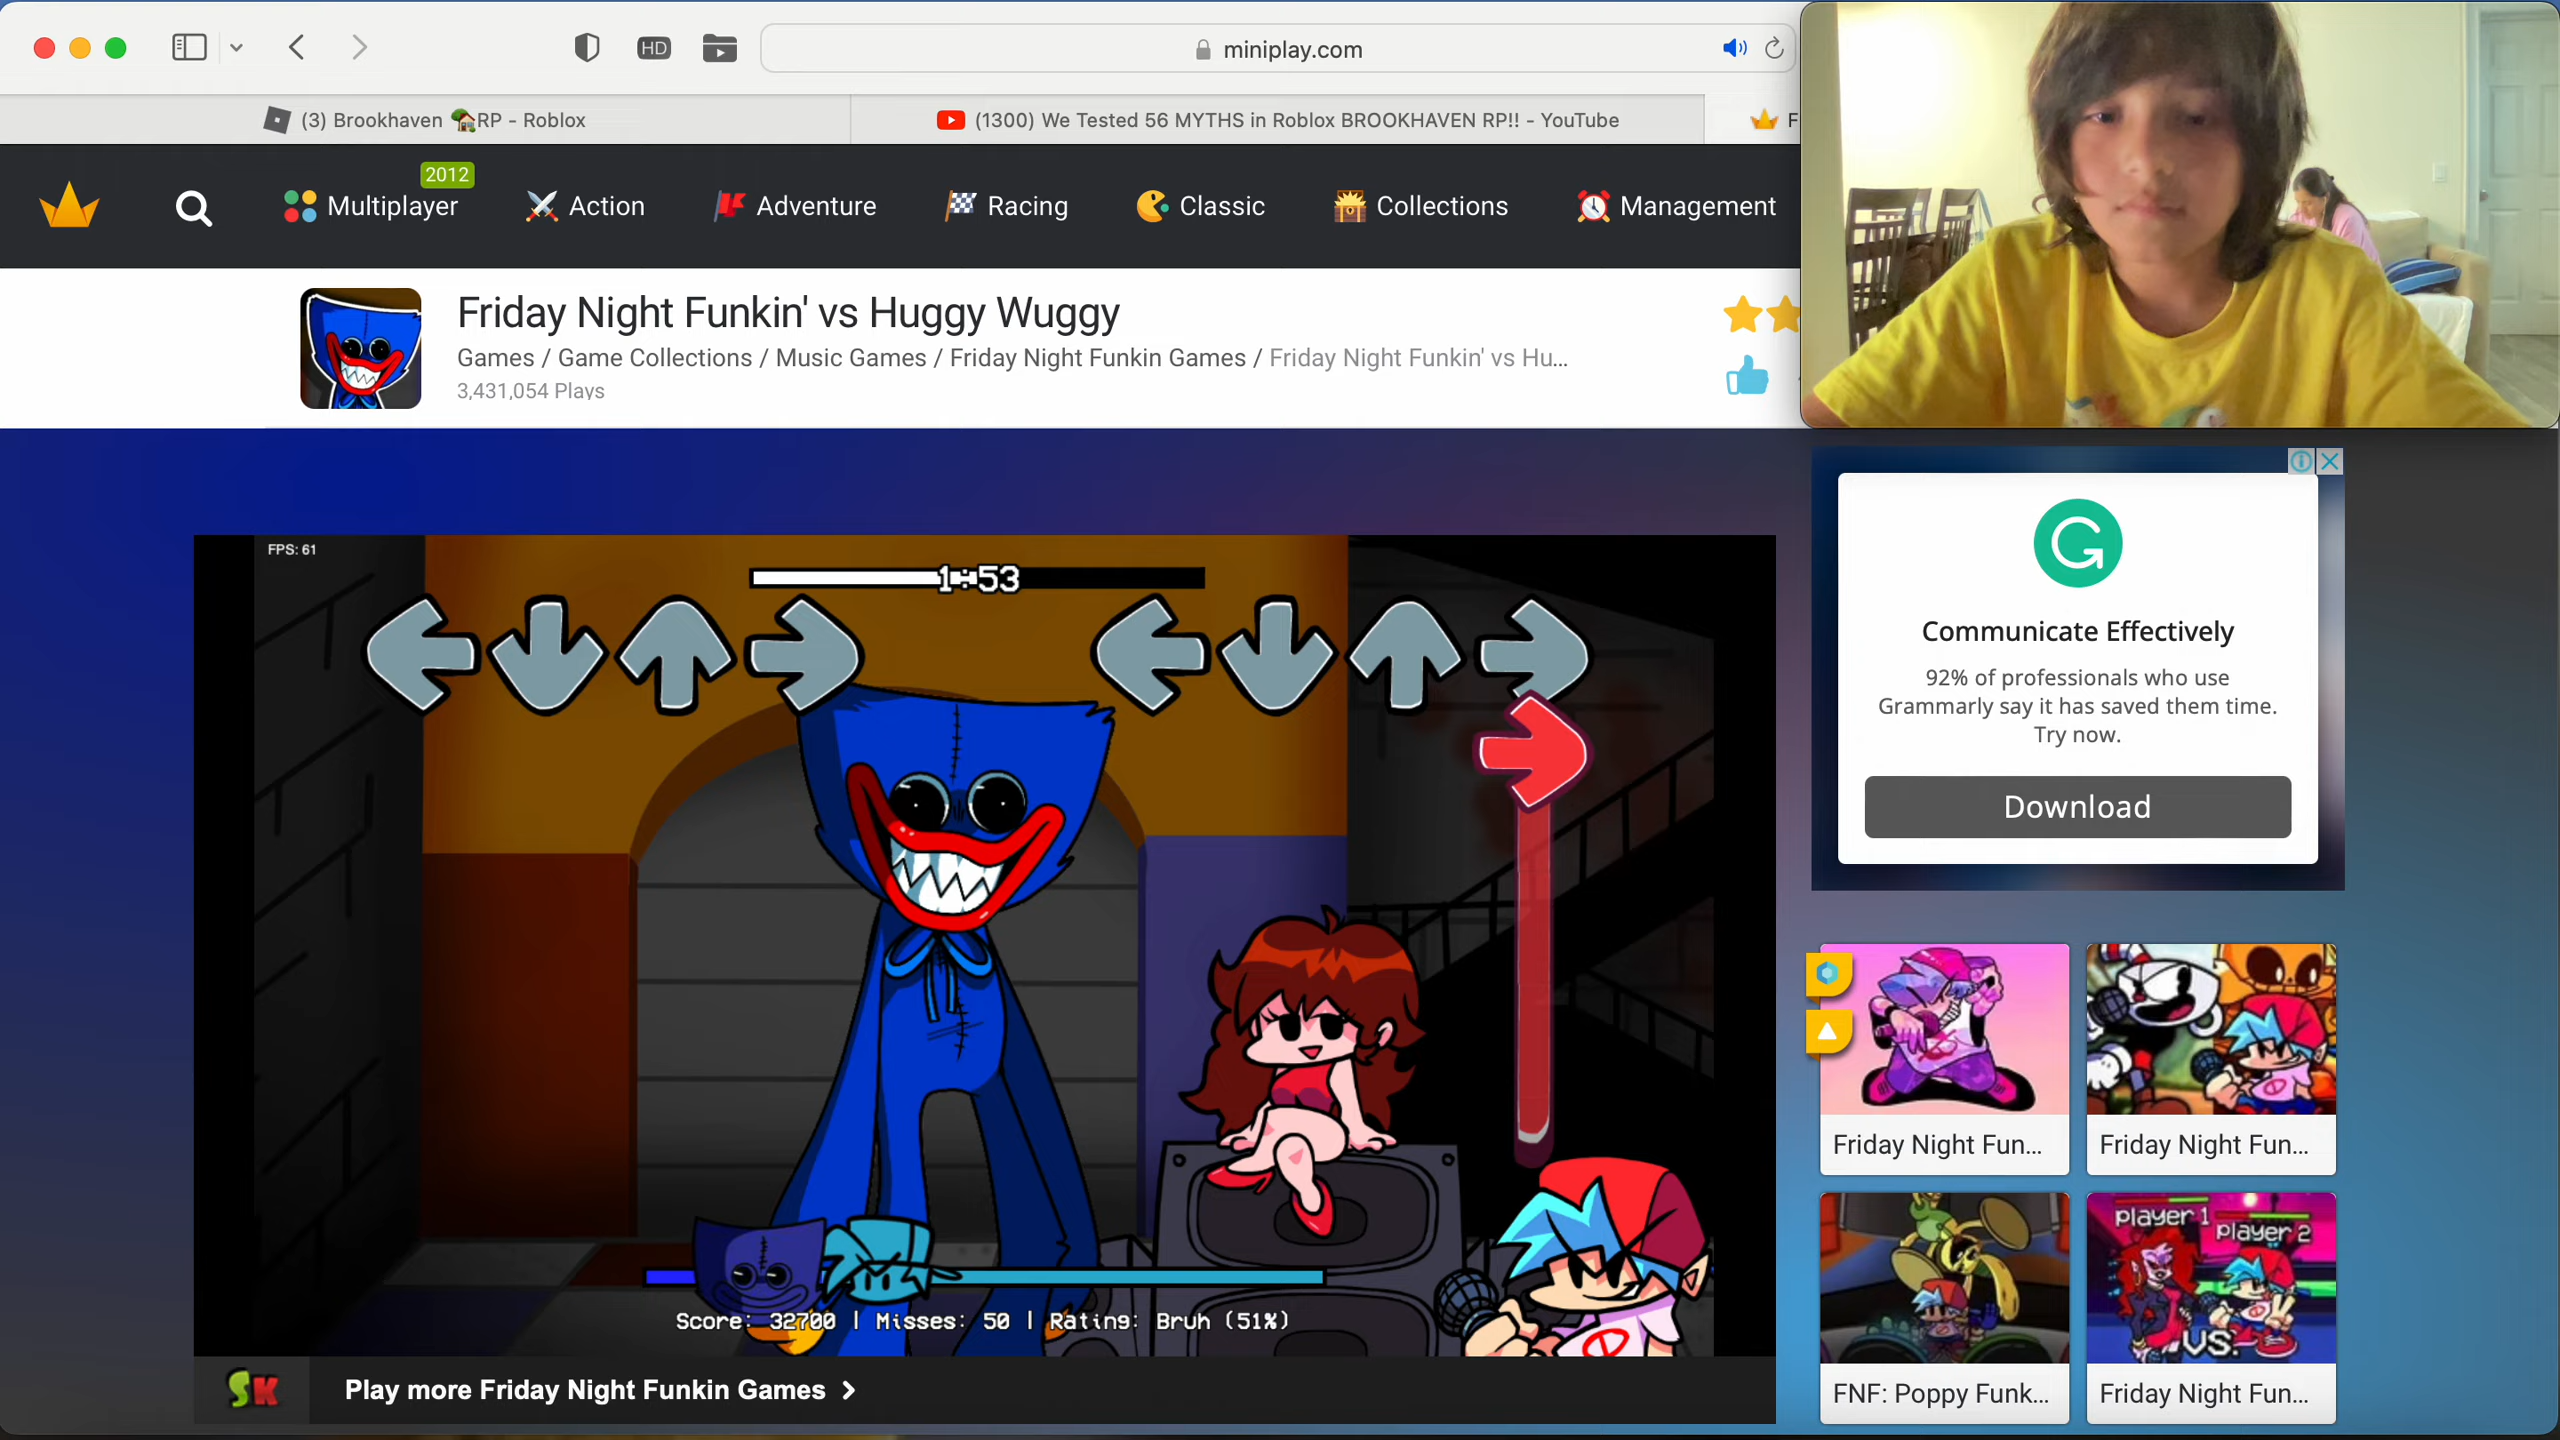 HD
miniplay.com
(3) Brookhaven 🏡RP - Roblox
(1300) We Tested 56 MYTHS in Roblox BROOKHAVEN RP!! - YouTube
F
2012
Multiplayer
Action
Adventure
Racing
Classic
Collections
Management
Friday Night Funkin' vs Huggy Wuggy
Games / Game Collections / Music Games / Friday Night Funkin Games / Friday Night Funkin' vs Hu...
3,431,054 Plays
FPS: 61
1:53
Score: 32700 | Misses: 50 | Rating: Bruh (51%)
SK
Play more Friday Night Funkin Games
G
Communicate Effectively
92% of professionals who use
Grammarly say it has saved them time.
Try now.
Download
Friday Night Fun...
Friday Night Fun...
player 1
player 2
VS.
FNF: Poppy Funk...
Friday Night Fun...